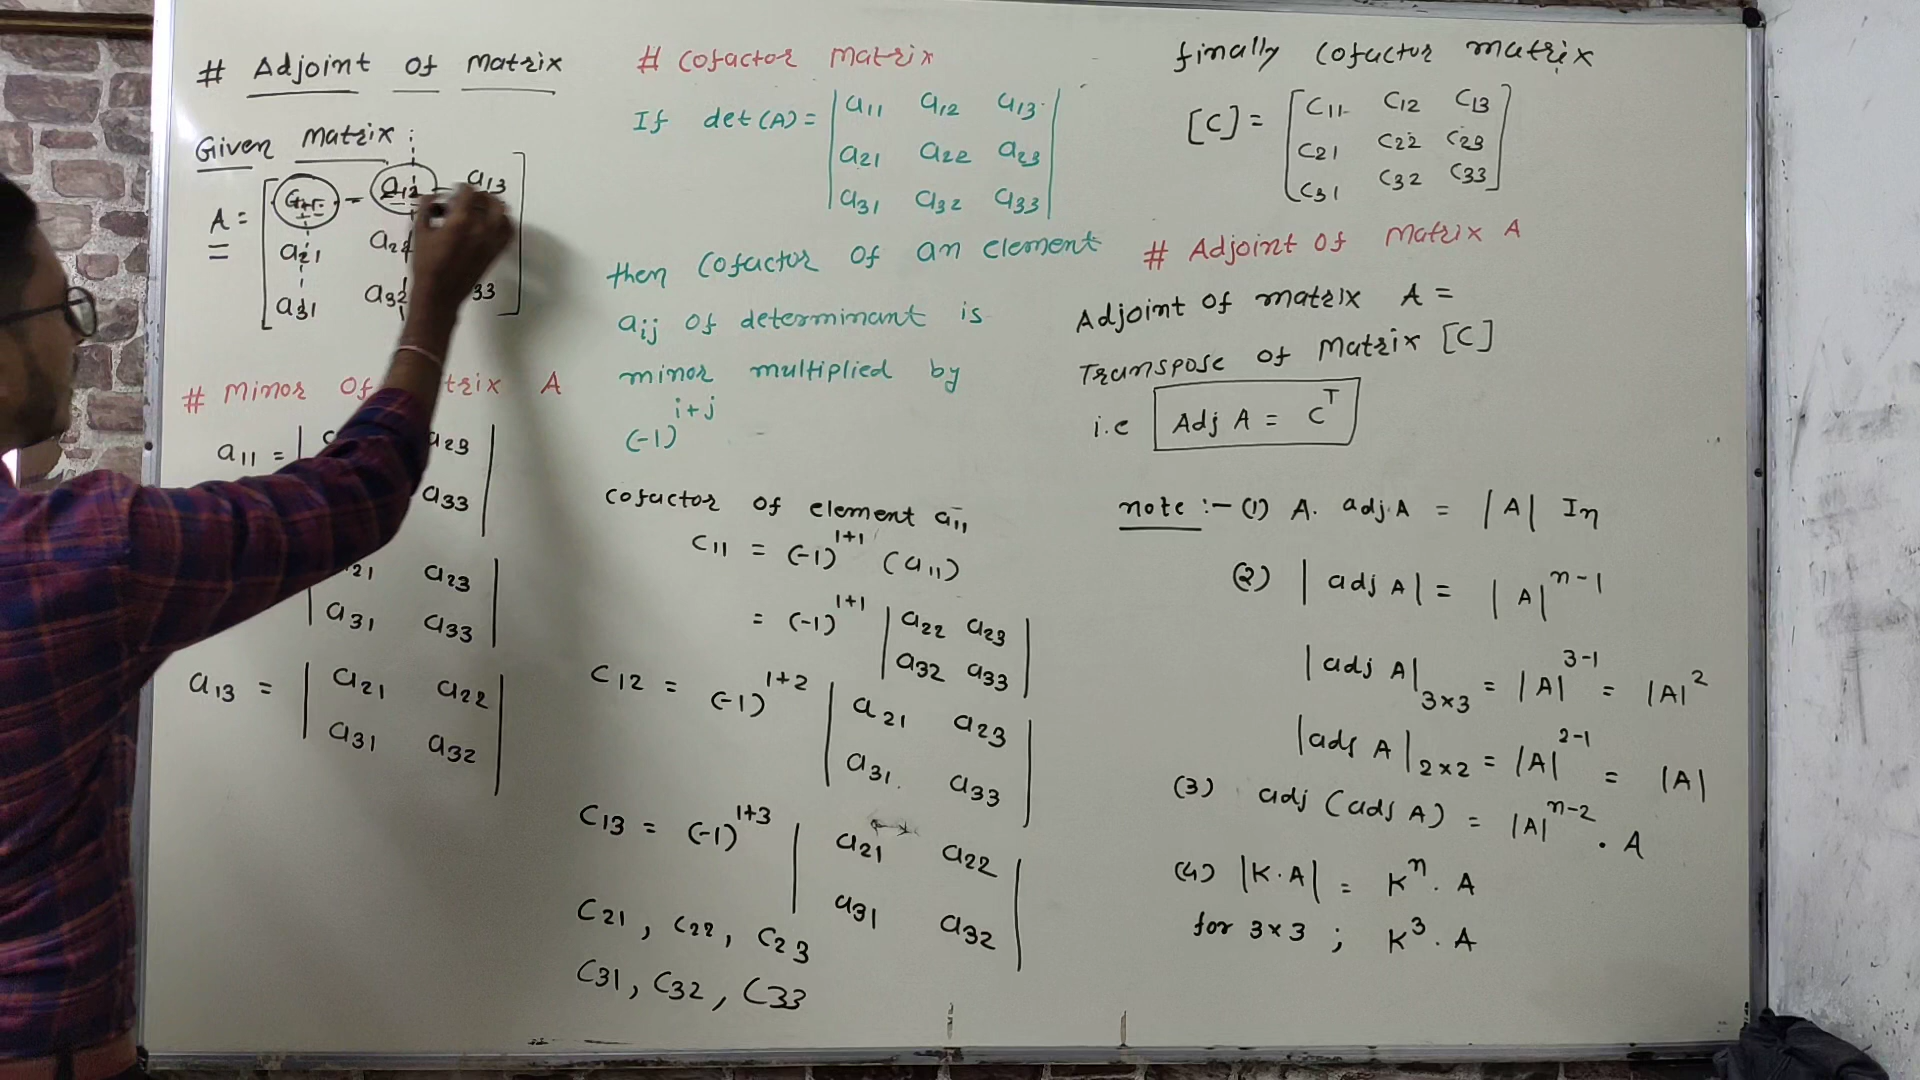 # Adjoint of Matrix
Given Matrix :
A = [ a11 a12 a13
a21
a31 a32 33 ]
# Minor Of trix A
a11 = | a23
a33 |
21 a23
a31 a33 |
a13 = | a21 a22
a31 a32 |
# Cofactor Matrix
If det (A) = | a11 a12 a13
a21 a22 a23
a31 a32 a33 |
then cofactor of an element
aij of determinant is
minor multiplied by
(-1)^i+j
cofactor of element a11
C11 = (-1)^1+1 (a11)
= (-1)^1+1 | a22 a23
a32 a33 |
C12 = (-1)^1+2 | a21 a23
a31 a33 |
C13 = (-1)^1+3 | a21 a22
a31 a32 |
C21, C22, C23
C31, C32, C33
finally cofactor matrix
[C] = [ C11 C12 C13
C21 C22 C23
C31 C32 C33 ]
# Adjoint of Matrix A
Adjoint of matrix A =
Transpose of Matrix [C]
i.e Adj A = C^T
note :- (1) A. adj.A = |A| In
(2) | adj A | = |A|^n-1
| adj A |3×3 = |A|^3-1 = |A|^2
|adj A|2×2 = |A|^2-1 = |A|
(3) adj (adj A) = |A|^n-2 . A
(4) |K.A| = K^n . A
for 3×3 ; K^3 . A